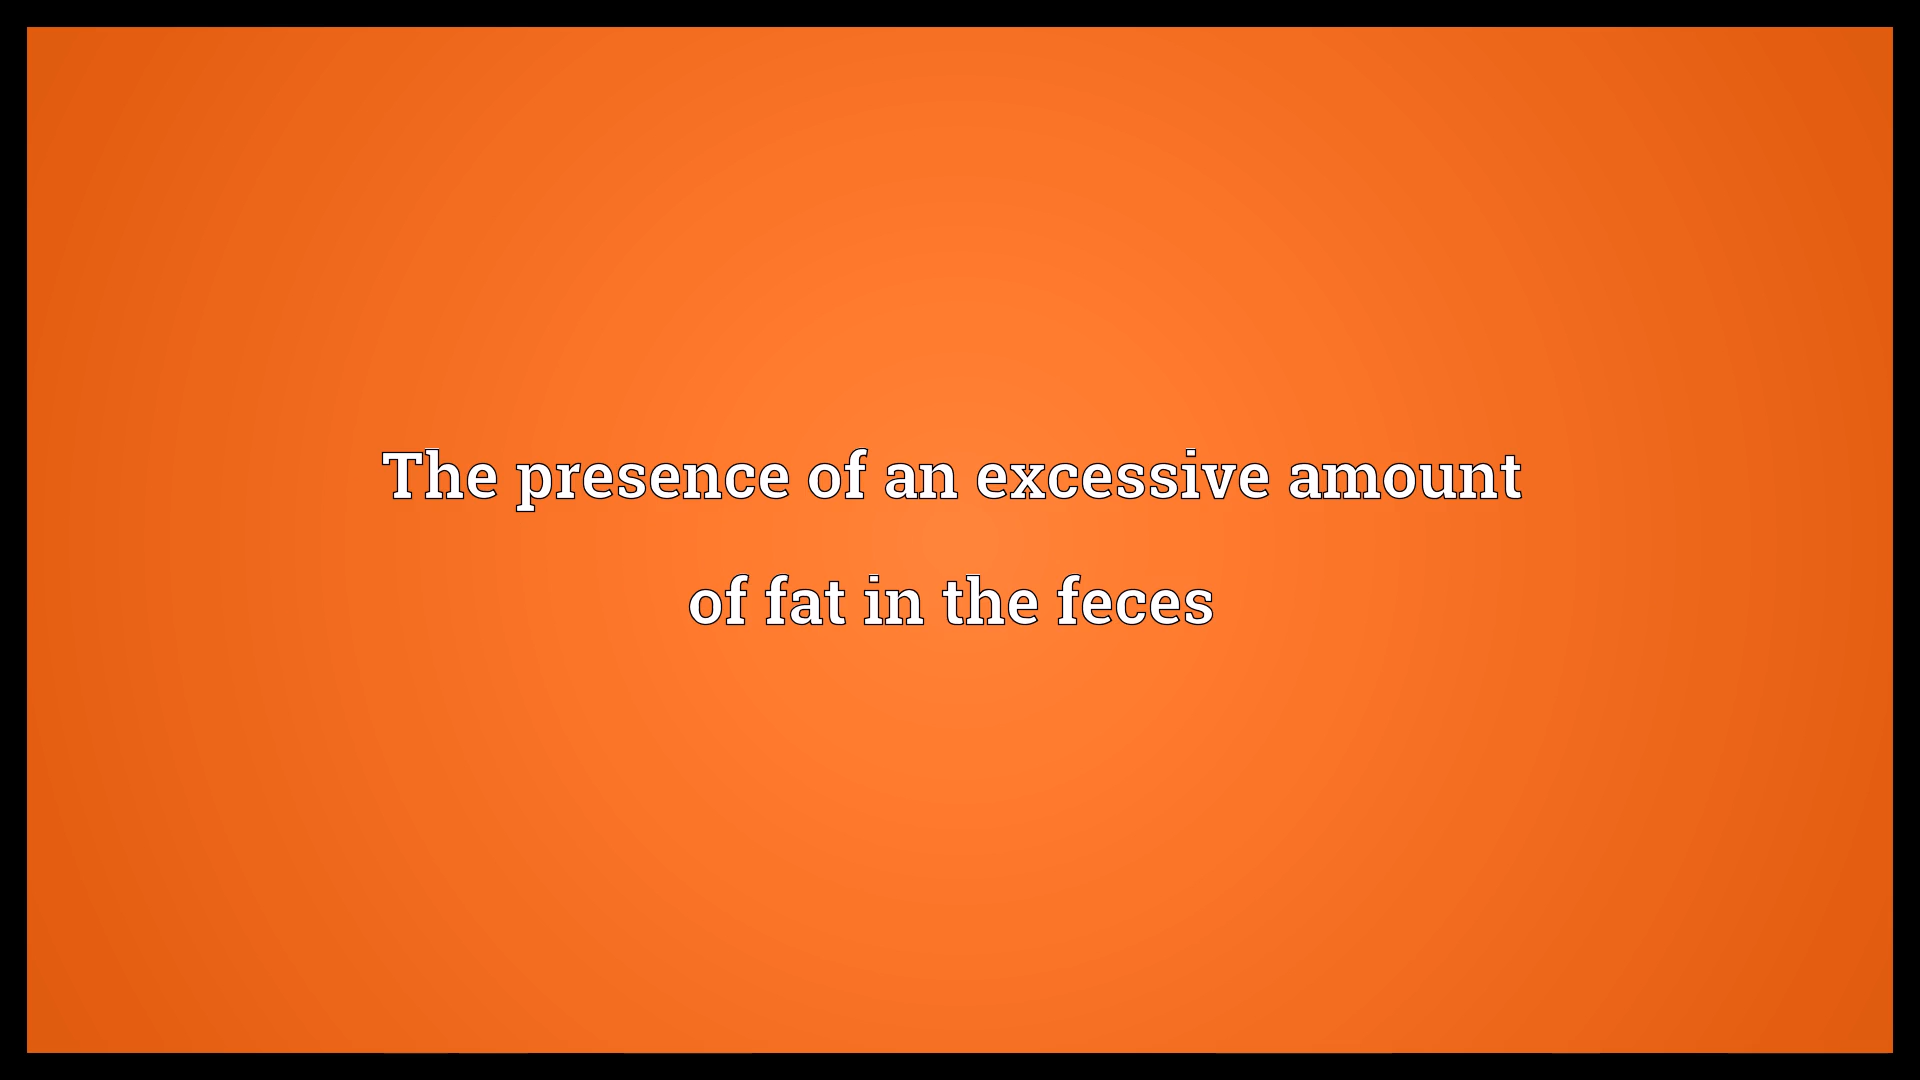 The presence of an excessive amount
of fat in the feces